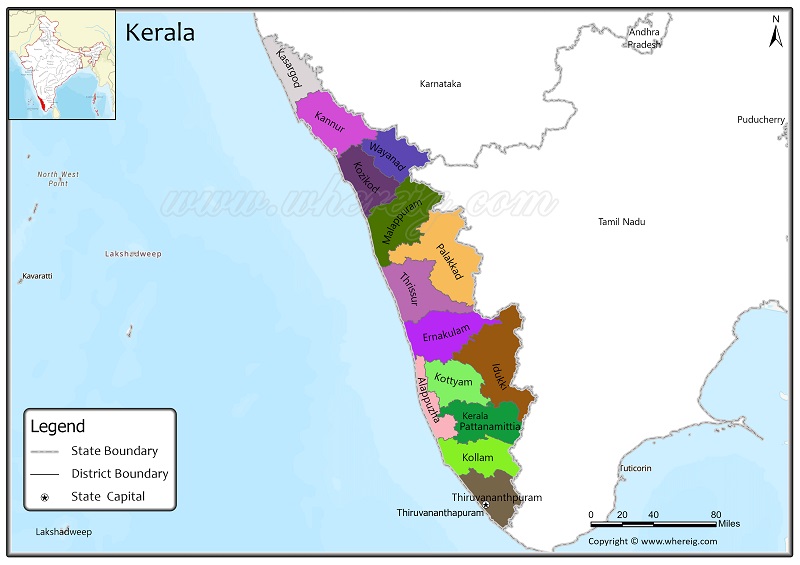 Kerala
N
Andhra
Pradesh
Karnataka
Kasargod
Kannur
Puducherry
Wayanad
Kozikod
North West
Point
www.whereig.com
Malappuram
Tamil Nadu
Lakshadweep
Palakkad
Kavaratti
Thrissur
Ernakulam
Idukki
Kottyam
Alappuzha
Kerala
Pattanamittia
Legend
State Boundary
District Boundary
State Capital
Kollam
Tuticorin
Thiruvananthpuram
Thiruvananthapuram
Lakshadweep
0 20 40 80
Miles
Copyright © www.whereig.com